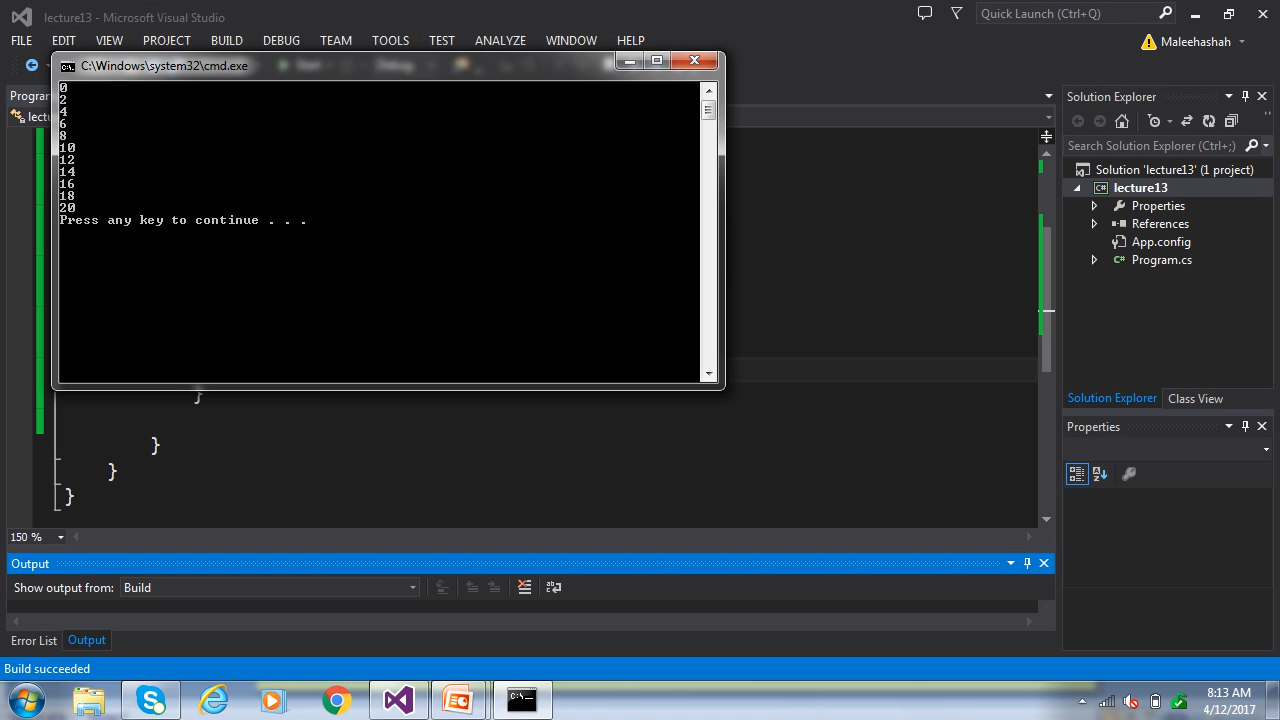 lecture13 - Microsoft Visual Studio
Quick Launch (Ctrl+Q)
FILE EDIT VIEW PROJECT BUILD DEBUG TEAM TOOLS TEST ANALYZE WINDOW HELP
Maleehashah
C:\Windows\system32\cmd.exe
0
2
4
6
8
10
12
14
16
18
20
Press any key to continue . . .
}
}
}
}
150 %
Solution Explorer
Search Solution Explorer (Ctrl+;)
Solution 'lecture13' (1 project)
lecture13
Properties
References
App.config
Program.cs
Solution Explorer Class View
Properties
Output
Show output from: Build
Error List Output
Build succeeded
8:13 AM
4/12/2017